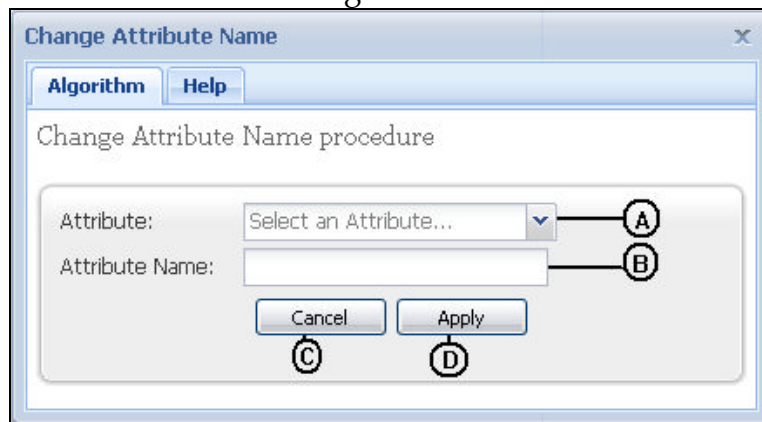 Change Attribute Name x
Algorithm Help
Change Attribute Name procedure
Attribute: Select an Attribute... A
Attribute Name: B
Cancel Apply
C D